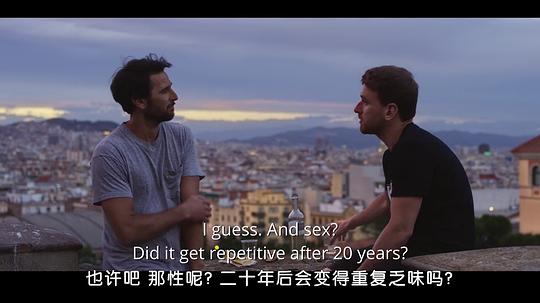 I guess. And sex?
Did it get repetitive after 20 years?
也许吧 那性呢? 二十年后会变得重复乏味吗?